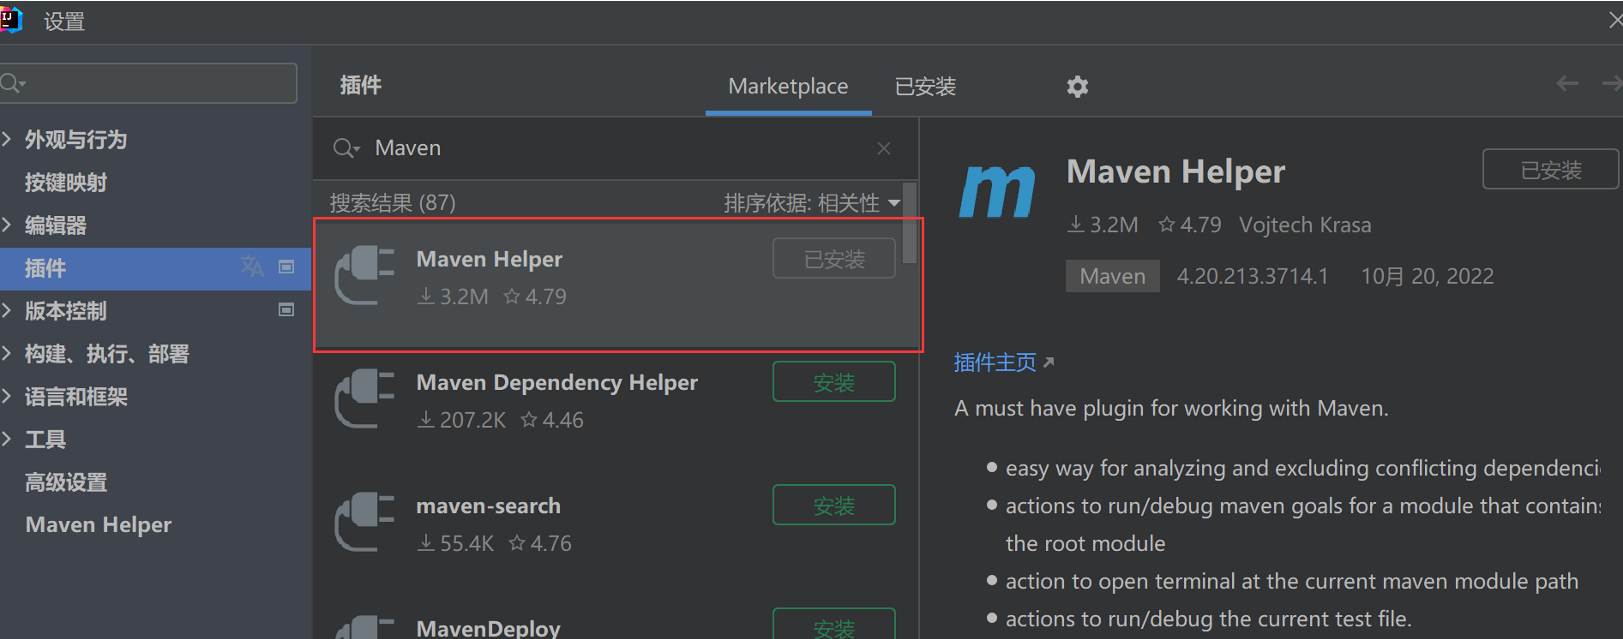 设置
外观与行为
按键映射
编辑器
插件
版本控制
构建、执行、部署
语言和框架
工具
高级设置
Maven Helper
插件
Marketplace
已安装
Maven
搜索结果 (87)
排序依据: 相关性
Maven Helper
已安装
3.2M 4.79
Maven Dependency Helper
安装
207.2K 4.46
maven-search
安装
55.4K 4.76
MavenDeploy
安装
Maven Helper
已安装
3.2M 4.79 Vojtech Krasa
Maven 4.20.213.3714.1 10月 20, 2022
插件主页
A must have plugin for working with Maven.
easy way for analyzing and excluding conflicting
actions to run/debug maven goals for a module that contains
the root module
action to open terminal at the current maven module path
actions to run/debug the current test file.